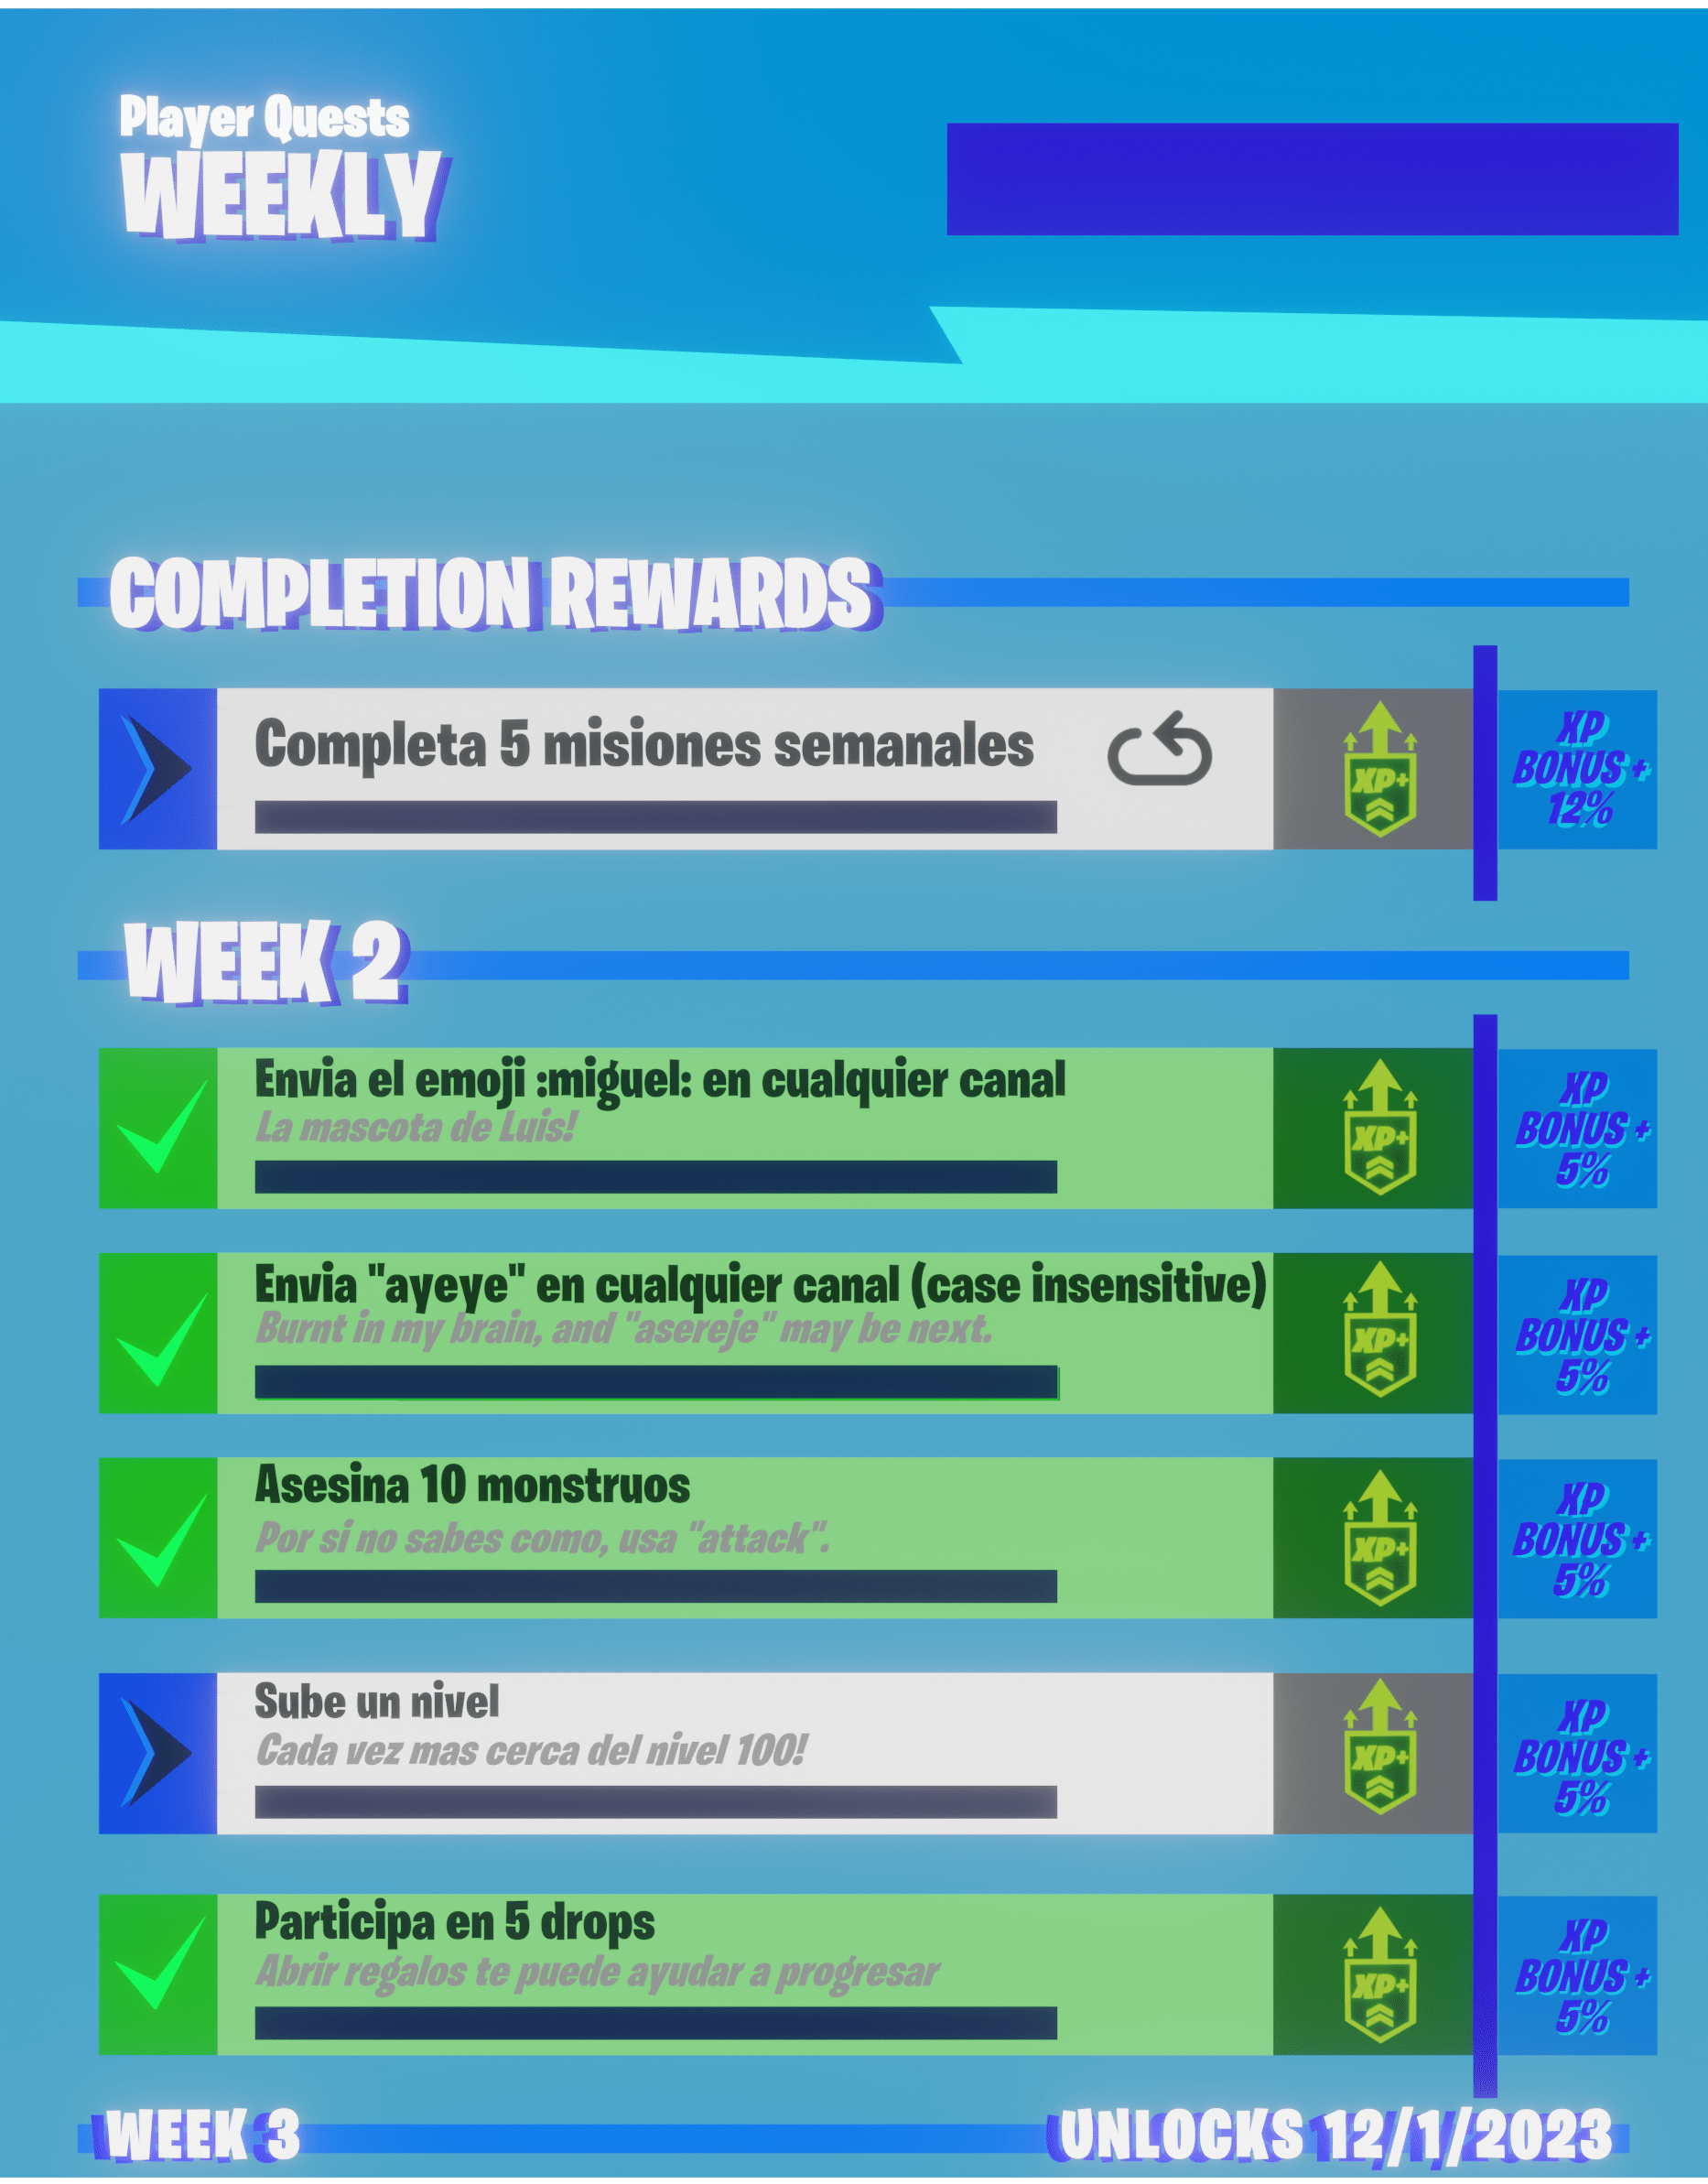 Player Quests
WEEKLY
COMPLETION REWARDS
Completa 5 misiones semanales
XP+
XP
BONUS +
12%
WEEK 2
Envia el emoji :miguel: en cualquier canal
La mascota de Luis!
XP+
XP
BONUS +
5%
Envia "ayeye" en cualquier canal (case insensitive)
Burnt in my brain, and "asereje" may be next.
XP+
XP
BONUS +
5%
Asesina 10 monstruos
Por si no sabes como, usa "attack".
XP+
XP
BONUS +
5%
Sube un nivel
Cada vez mas cerca del nivel 100!
XP+
XP
BONUS +
5%
Participa en 5 drops
Abrir regalos te puede ayudar a progresar
XP+
XP
BONUS +
5%
WEEK 3
UNLOCKS 12/1/2023